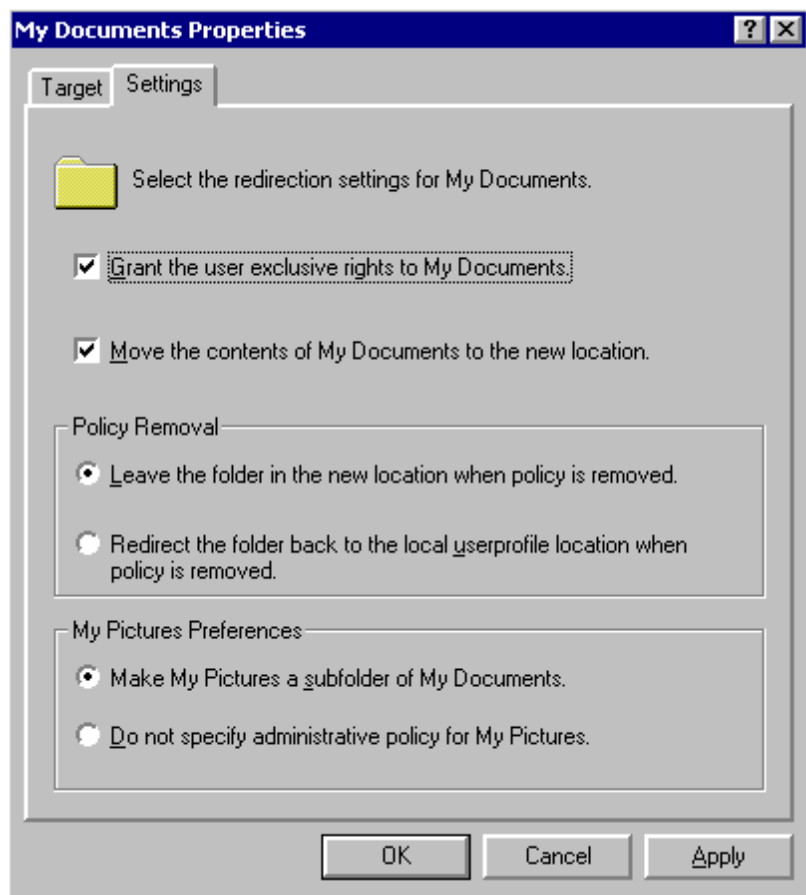 My Documents Properties
Target
Settings
Select the redirection settings for My Documents.
Grant the user exclusive rights to My Documents.
Move the contents of My Documents to the new location.
Policy Removal
Leave the folder in the new location when policy is removed.
Redirect the folder back to the local userprofile location when
policy is removed.
My Pictures Preferences
Make My Pictures a subfolder of My Documents.
Do not specify administrative policy for My Pictures.
OK
Cancel
Apply